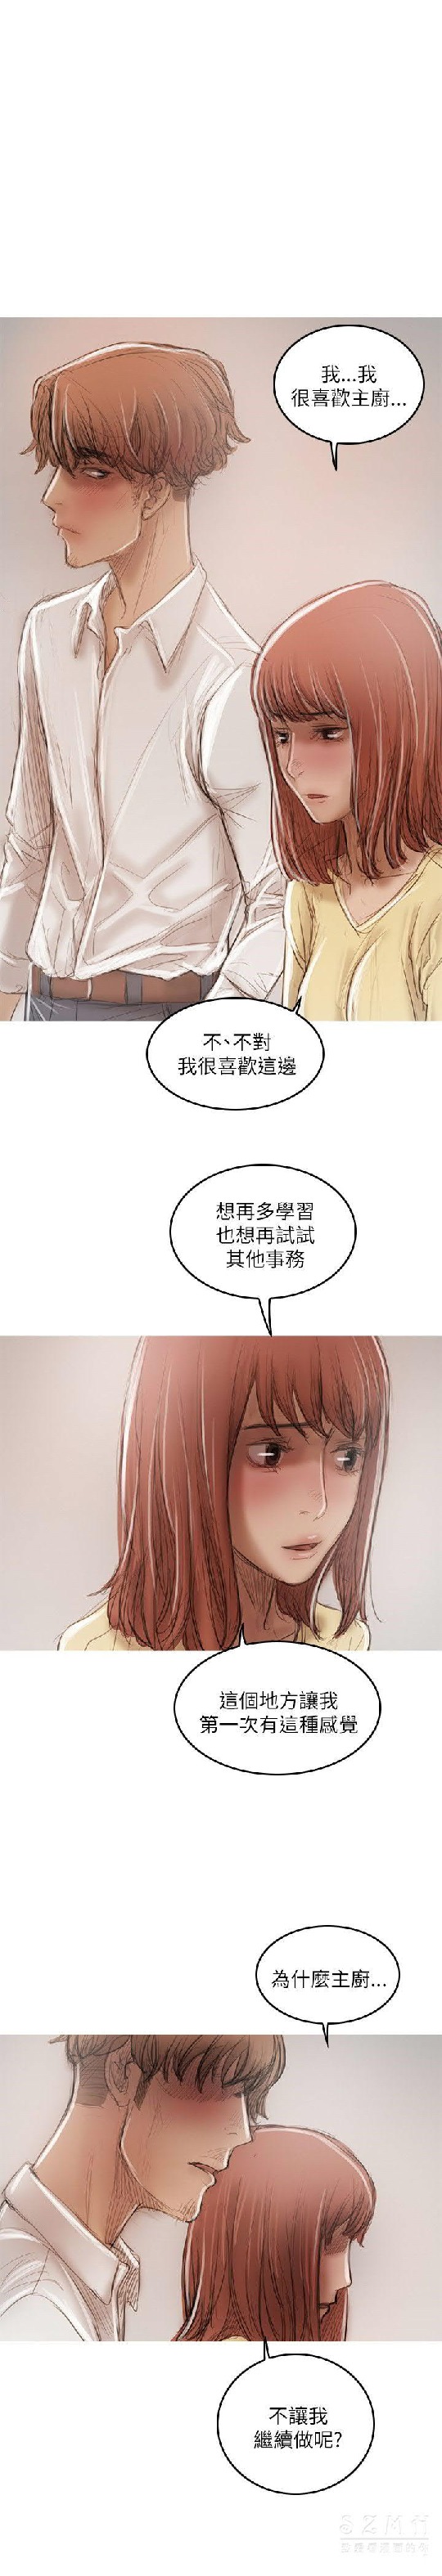 我...我
很喜歡主廚...
不、不對
我很喜歡這邊
想再多學習
也想再試試
其他事務
這個地方讓我
第一次有這種感覺
為什麼主廚...
不讓我
繼續做呢?
SZMH